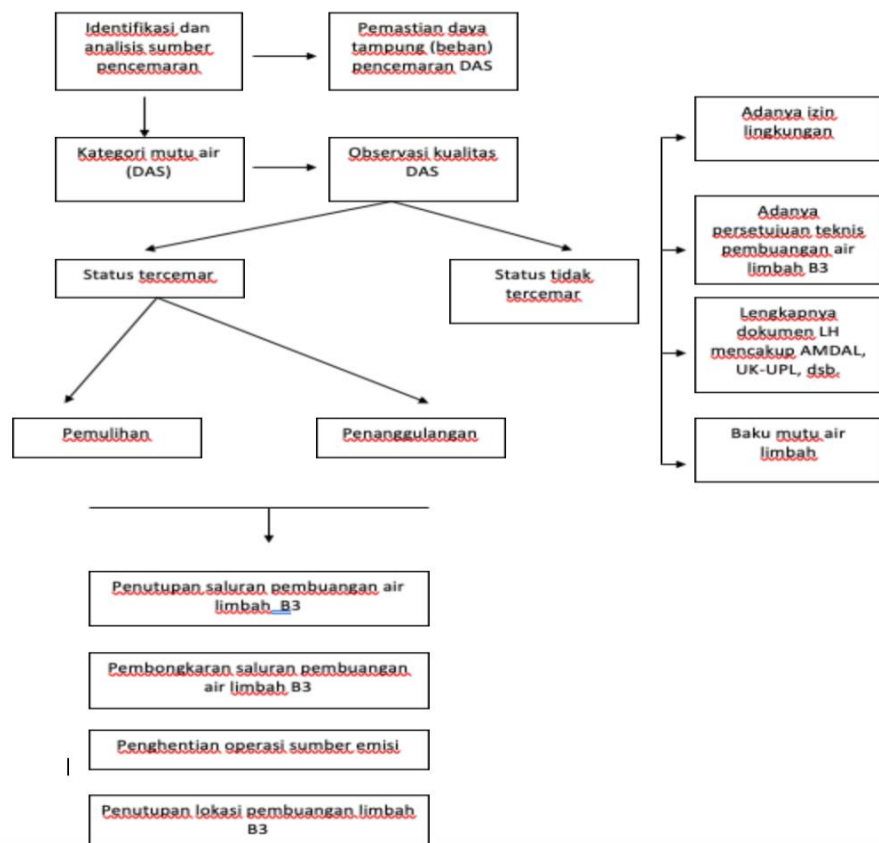 Identifikasi dan
analisis sumber
pencemaran
Pemastian daya
tampung (beban)
pencemaran DAS
Kategori mutu air
(DAS)
Observasi kualitas
DAS
Status tercemar
Status tidak
tercemar
Pemulihan
Penanggulangan
Adanya izin
lingkungan
Adanya
persetujuan teknis
pembuangan air
limbah B3
Lengkapnya
dokumen LH
mencakup AMDAL,
UK-UPL, dsb.
Baku mutu air
limbah
Penutupan saluran pembuangan air
limbah B3
Pembongkaran saluran pembuangan
air limbah B3
Penghentian operasi sumber emisi
Penutupan lokasi pembuangan limbah
B3